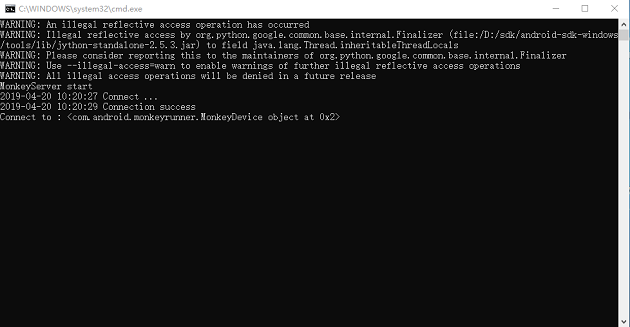 C:\WINDOWS\system32\cmd.exe
WARNING: An illegal reflective access operation has occurred
WARNING: Illegal reflective access by org.python.google.common.base.internal.Finalizer (file:/D:/sdk/android-sdk-windows
/tools/lib/jython-standalone-2.5.3.jar) to field java.lang.Thread.inheritableThreadLocals
WARNING: Please consider reporting this to the maintainers of org.python.google.common.base.internal.Finalizer
WARNING: Use --illegal-access=warn to enable warnings of further illegal reflective access operations
WARNING: All illegal access operations will be denied in a future release
MonkeyServer start
2019-04-20 10:20:27 Connect ...
2019-04-20 10:20:29 Connection success
Connect to : <com.android.monkeyrunner.MonkeyDevice object at 0x2>